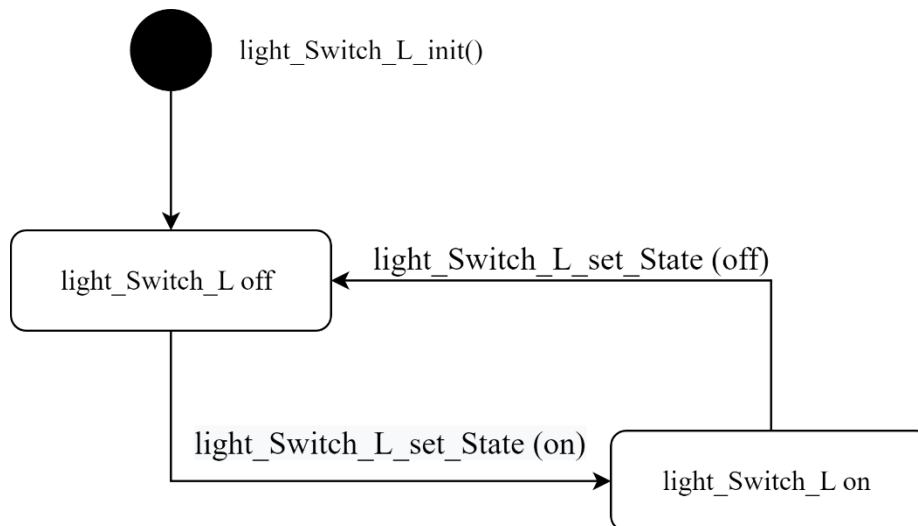 light_Switch_L_init()
light_Switch_L off
light_Switch_L_set_State (off)
light_Switch_L_set_State (on)
light_Switch_L on